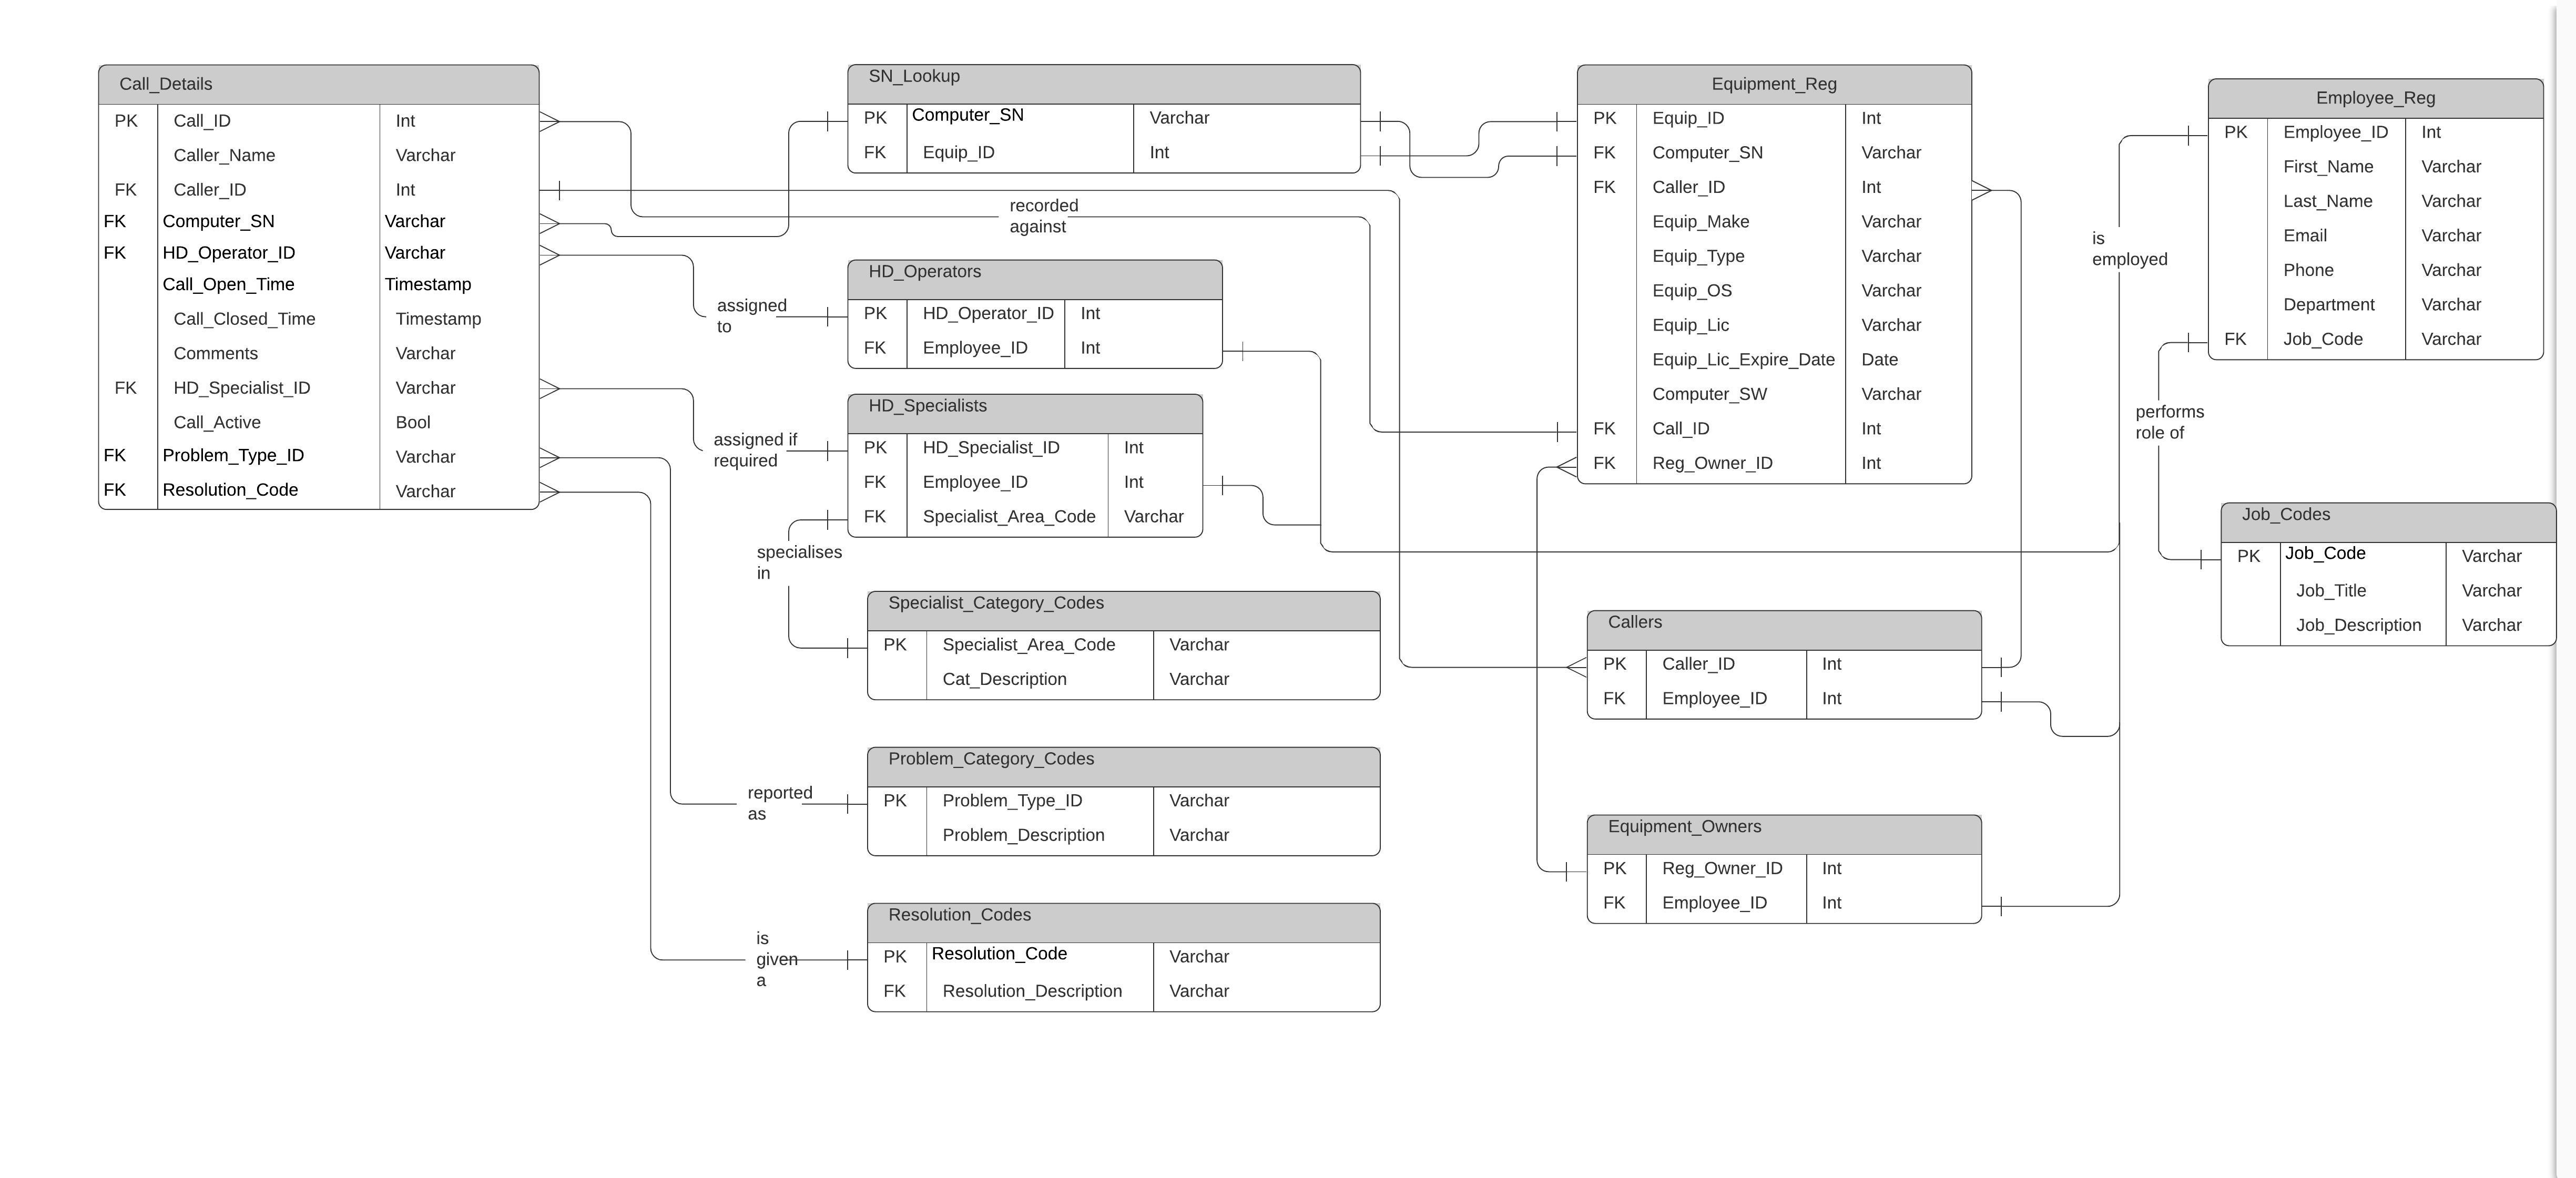 Call_Details
PK Call_ID Int
Caller_Name Varchar
FK Caller_ID Int
FK Computer_SN Varchar
FK HD_Operator_ID Varchar
Call_Open_Time Timestamp
Call_Closed_Time Timestamp
Comments Varchar
FK HD_Specialist_ID Varchar
Call_Active Bool
FK Problem_Type_ID Varchar
FK Resolution_Code Varchar
SN_Lookup
PK Computer_SN Varchar
FK Equip_ID Int
recorded
against
assigned
to
HD_Operators
PK HD_Operator_ID Int
FK Employee_ID Int
assigned if
required
HD_Specialists
PK HD_Specialist_ID Int
FK Employee_ID Int
FK Specialist_Area_Code Varchar
specialises
in
Specialist_Category_Codes
PK Specialist_Area_Code Varchar
Cat_Description Varchar
reported
as
Problem_Category_Codes
PK Problem_Type_ID Varchar
Problem_Description Varchar
is
given
a
Resolution_Codes
PK Resolution_Code Varchar
FK Resolution_Description Varchar
Equipment_Reg
PK Equip_ID Int
FK Computer_SN Varchar
FK Caller_ID Int
Equip_Make Varchar
Equip_Type Varchar
Equip_OS Varchar
Equip_Lic Varchar
Equip_Lic_Expire_Date Date
Computer_SW Varchar
FK Call_ID Int
FK Reg_Owner_ID Int
Callers
PK Caller_ID Int
FK Employee_ID Int
Equipment_Owners
PK Reg_Owner_ID Int
FK Employee_ID Int
is
employed
Employee_Reg
PK Employee_ID Int
First_Name Varchar
Last_Name Varchar
Email Varchar
Phone Varchar
Department Varchar
FK Job_Code Varchar
performs
role of
Job_Codes
PK Job_Code Varchar
Job_Title Varchar
Job_Description Varchar